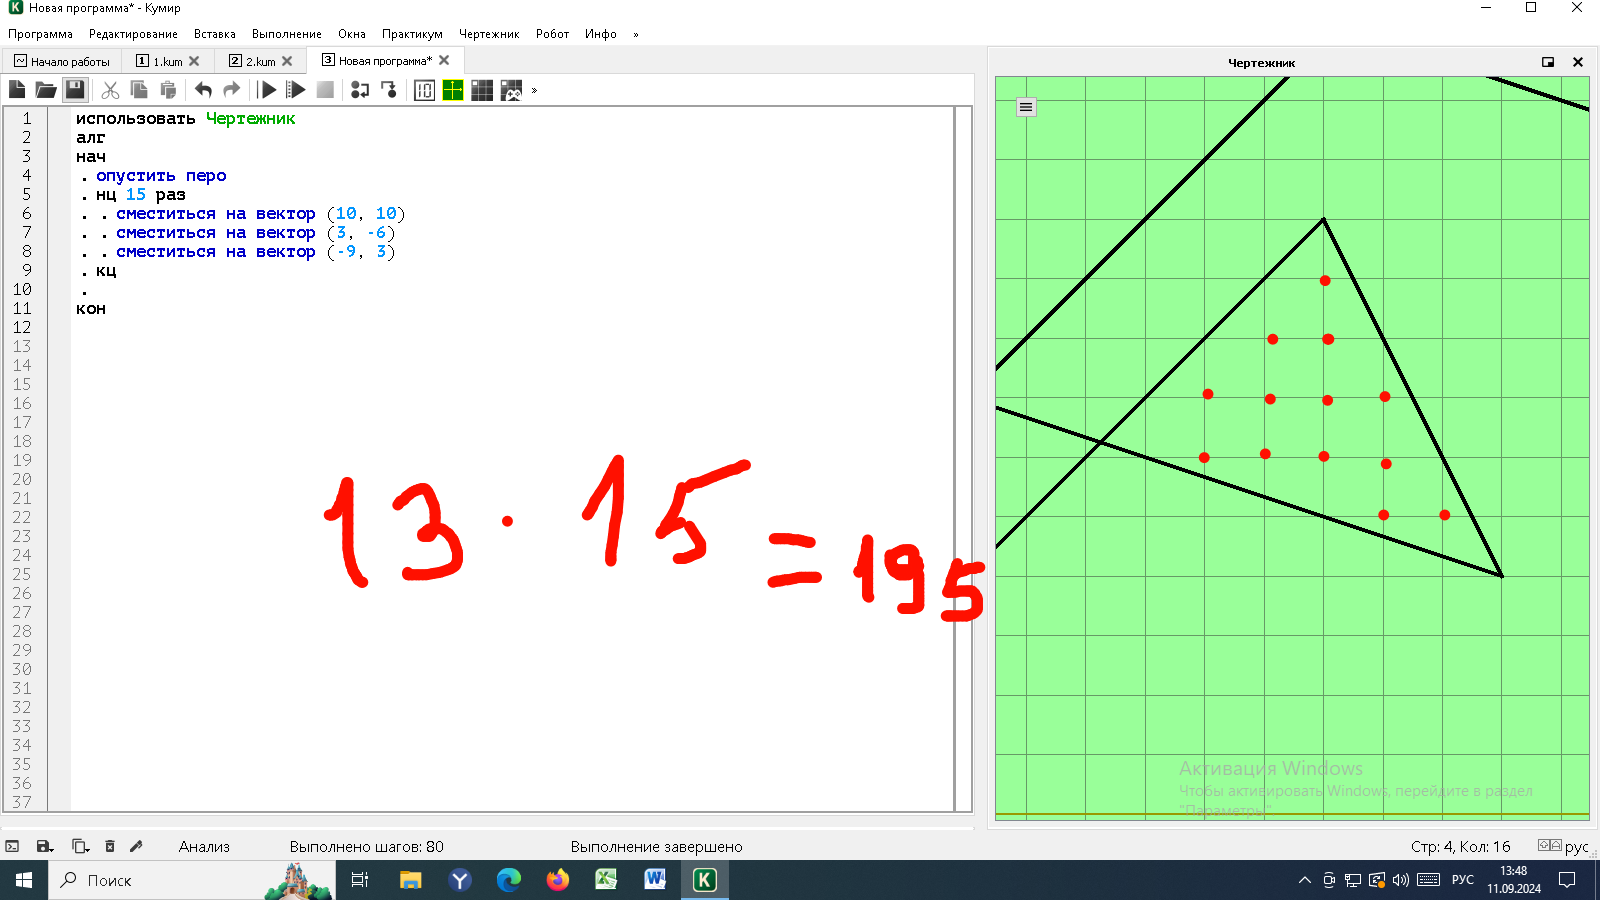 Новая программа* - Кумир
Программа Редактирование Вставка Выполнение Окна Практикум Чертежник Робот Инфо »
Начало работы 1 1.kum 2 2.kum 3 Новая программа*
Чертежник
»
1 использовать Чертежник
2 алг
3 нач
4 . опустить перо
5 . нц 15 раз
6 . . сместиться на вектор (10, 10)
7 . . сместиться на вектор (3, -6)
8 . . сместиться на вектор (-9, 3)
9 . кц
10 .
11 кон
12
13
14
15
16
17
18
19
20
21
22
23
24
25
26
27
28
29
30
31
32
33
34
35
36
37
13 · 15 = 195
Активация Windows
Чтобы активировать Windows, перейдите в раздел
"Параметры".
Анализ Выполнено шагов: 80 Выполнение завершено Стр: 4, Кол: 16 рус
Поиск
РУС 13:48
11.09.2024